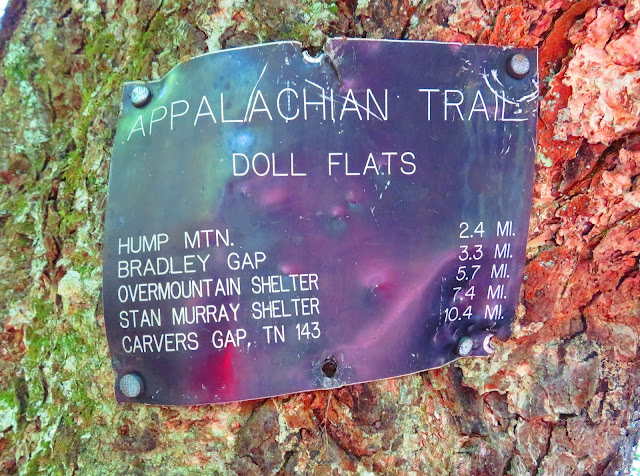 APPALACHIAN TRAIL
DOLL FLATS
HUMP MTN. 2.4 MI.
BRADLEY GAP 3.3 MI.
OVERMOUNTAIN SHELTER 5.7 MI.
STAN MURRAY SHELTER 7.4 MI.
CARVERS GAP, TN 143 10.4 MI.